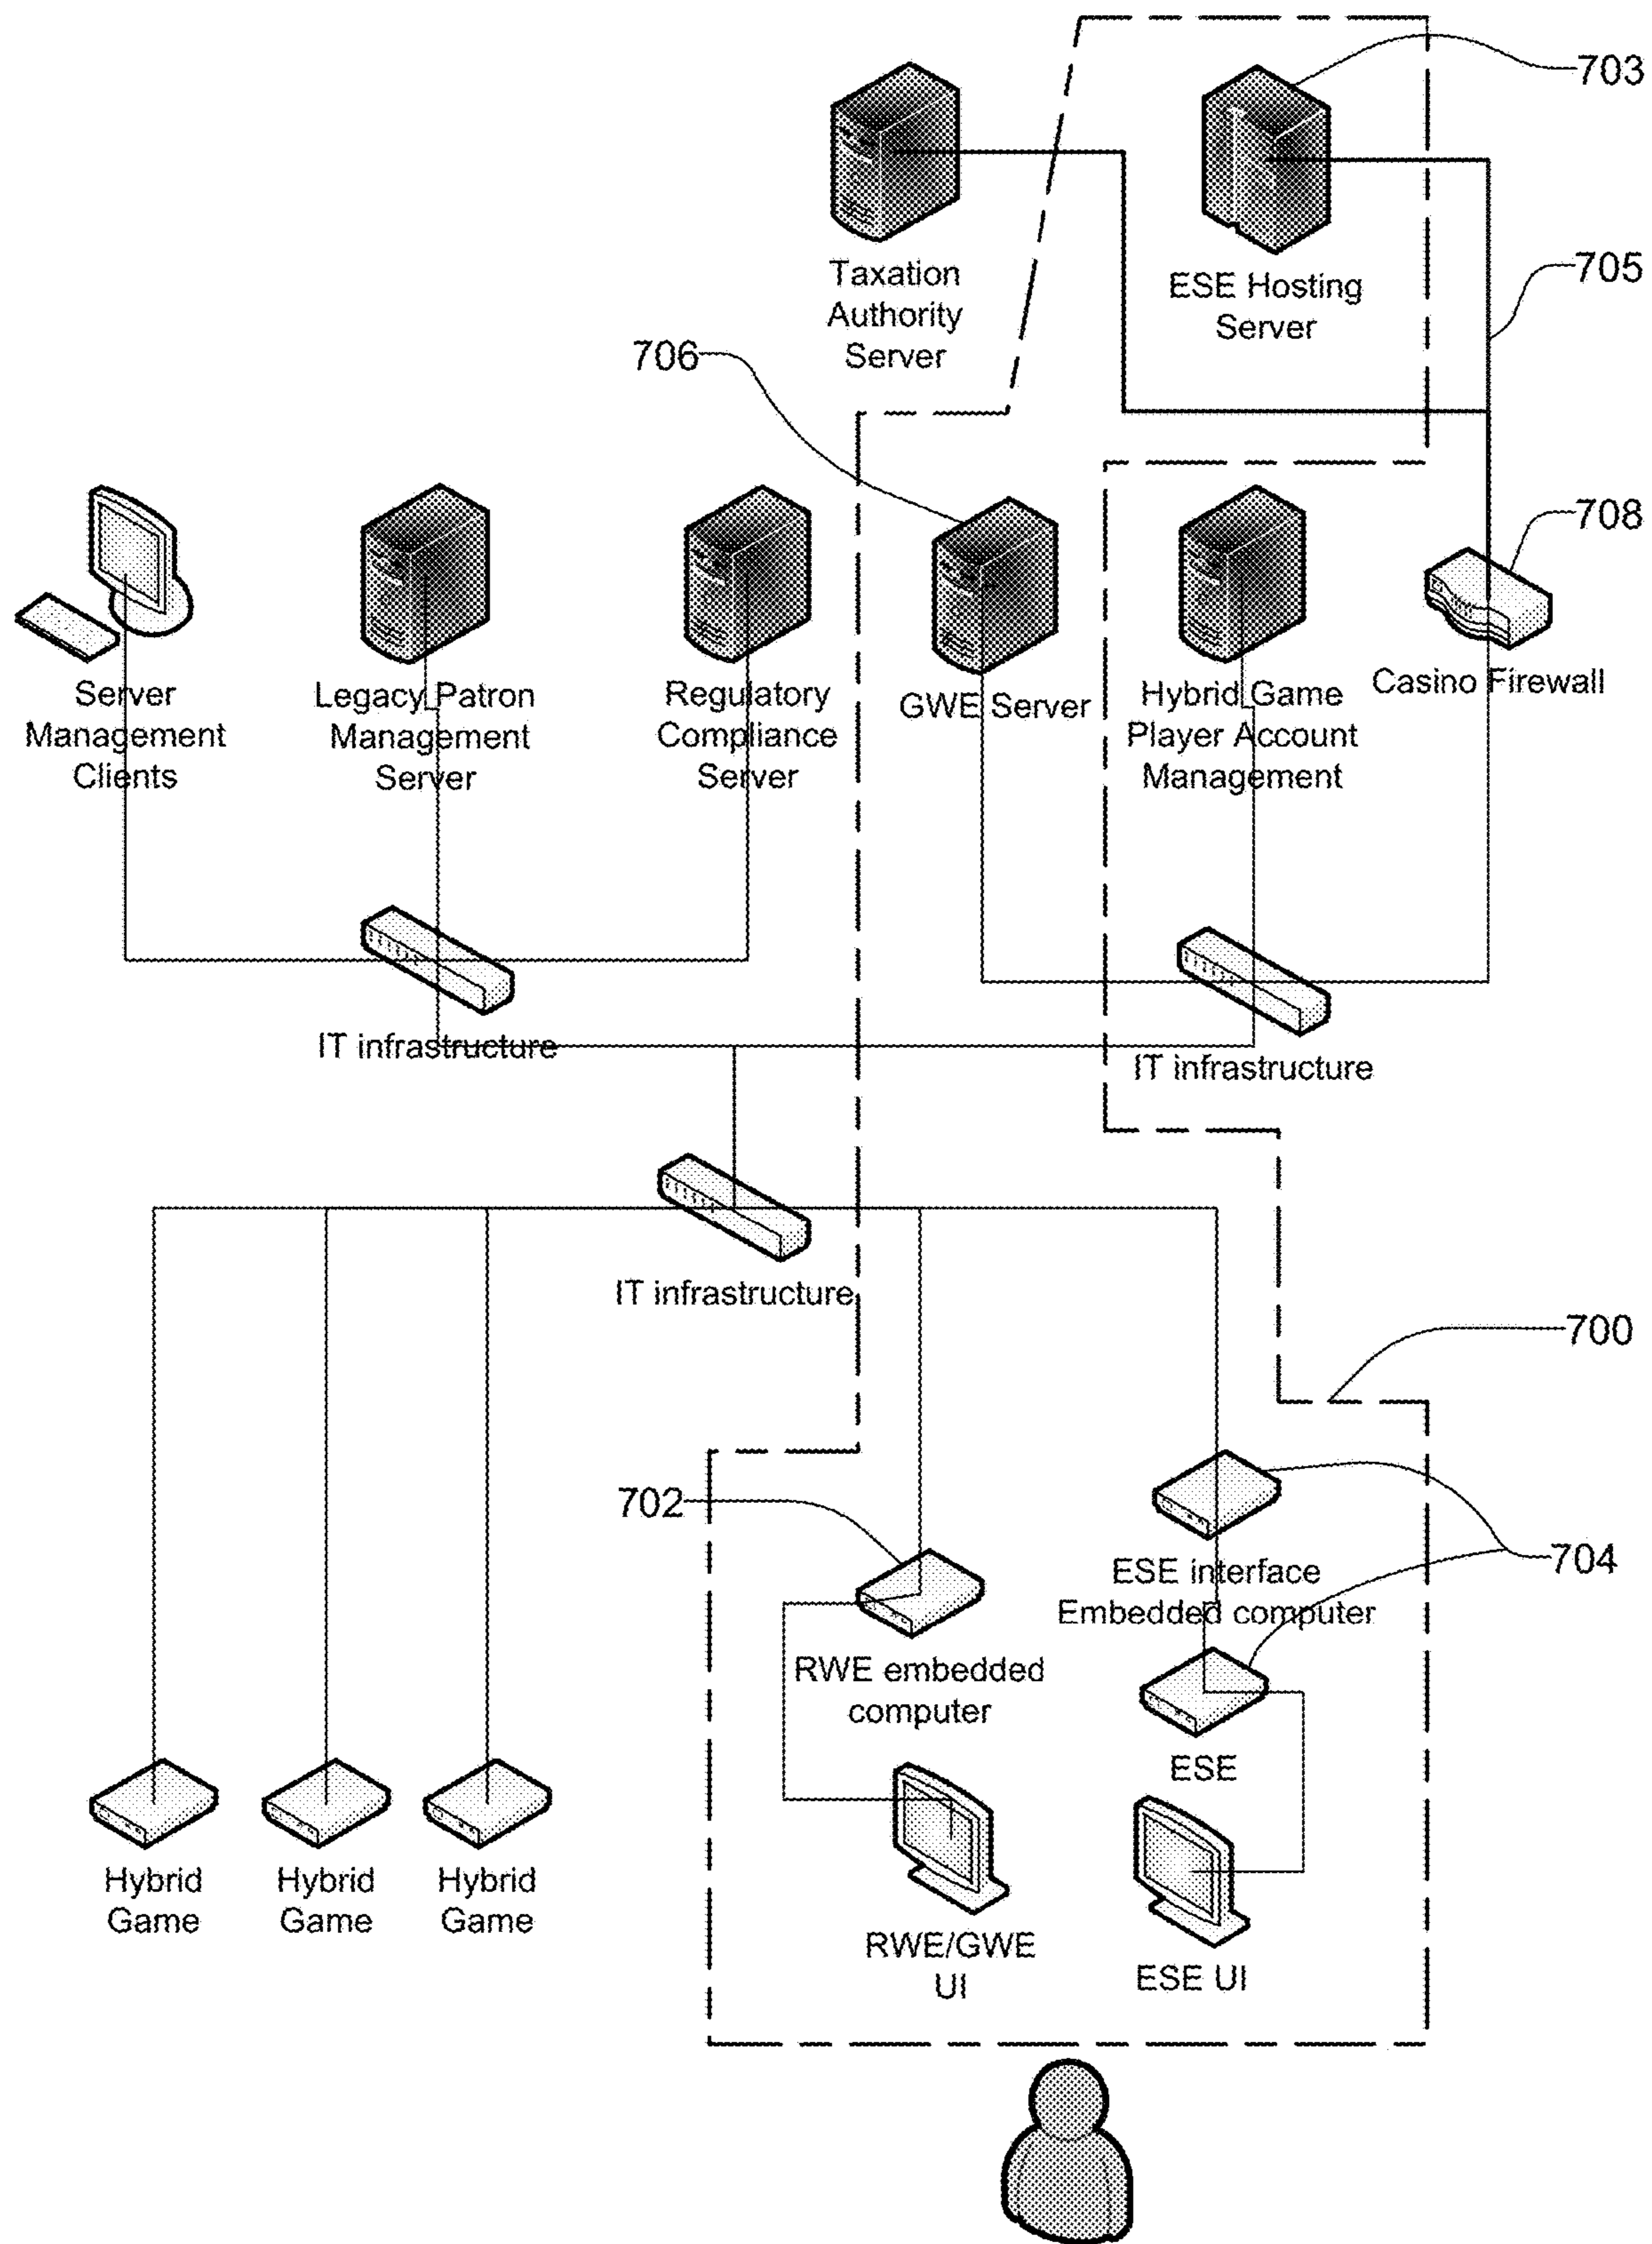 703
Taxation
Authority
Server
ESE Hosting
Server
705
706
708
Server
Management
Clients
Legacy Patron
Management
Server
Regulatory
Compliance
Server
GWE Server
Hybrid Game
Player Account
Management
Casino Firewall
IT infrastructure
IT infrastructure
IT infrastructure
700
702
704
ESE interface
Embedded computer
RWE embedded
computer
ESE
Hybrid
Game
Hybrid
Game
Hybrid
Game
RWE/GWE
UI
ESE UI